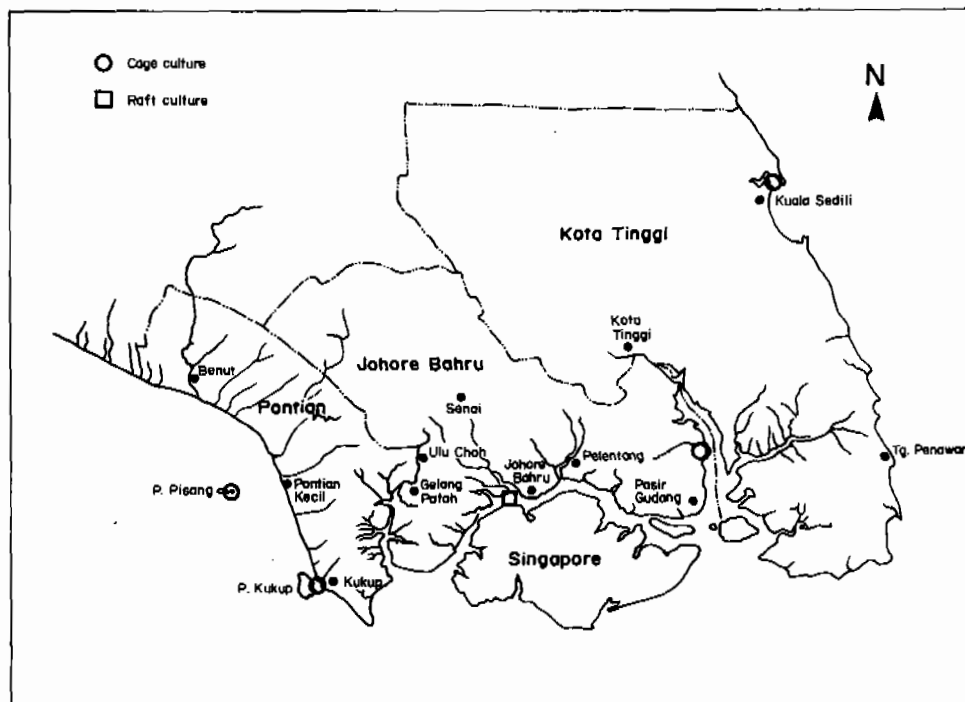 Cage culture
Raft culture
N
Kuala Sedili
Kota Tinggi
Kota
Tinggi
Benut
Johore Bahru
Pontian
Senai
Ulu Choh
Johore
Bahru
Pelentong
Tg. Penawar
P. Pisang
Pontian
Kecil
Gelang
Patah
Pasir
Gudang
Singapore
P. Kukup
Kukup